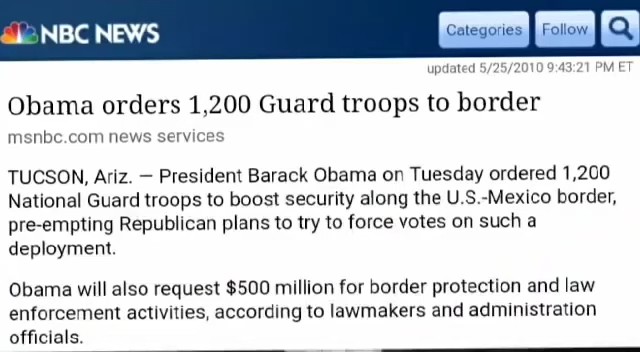 NBC NEWS
Categories
Follow
updated 5/25/2010 9:43:21 PM ET
Obama orders 1,200 Guard troops to border
msnbc.com news services
TUCSON, Ariz. — President Barack Obama on Tuesday ordered 1,200
National Guard troops to boost security along the U.S.-Mexico border,
pre-empting Republican plans to try to force votes on such a
deployment.
Obama will also request $500 million for border protection and law
enforcement activities, according to lawmakers and administration
officials.